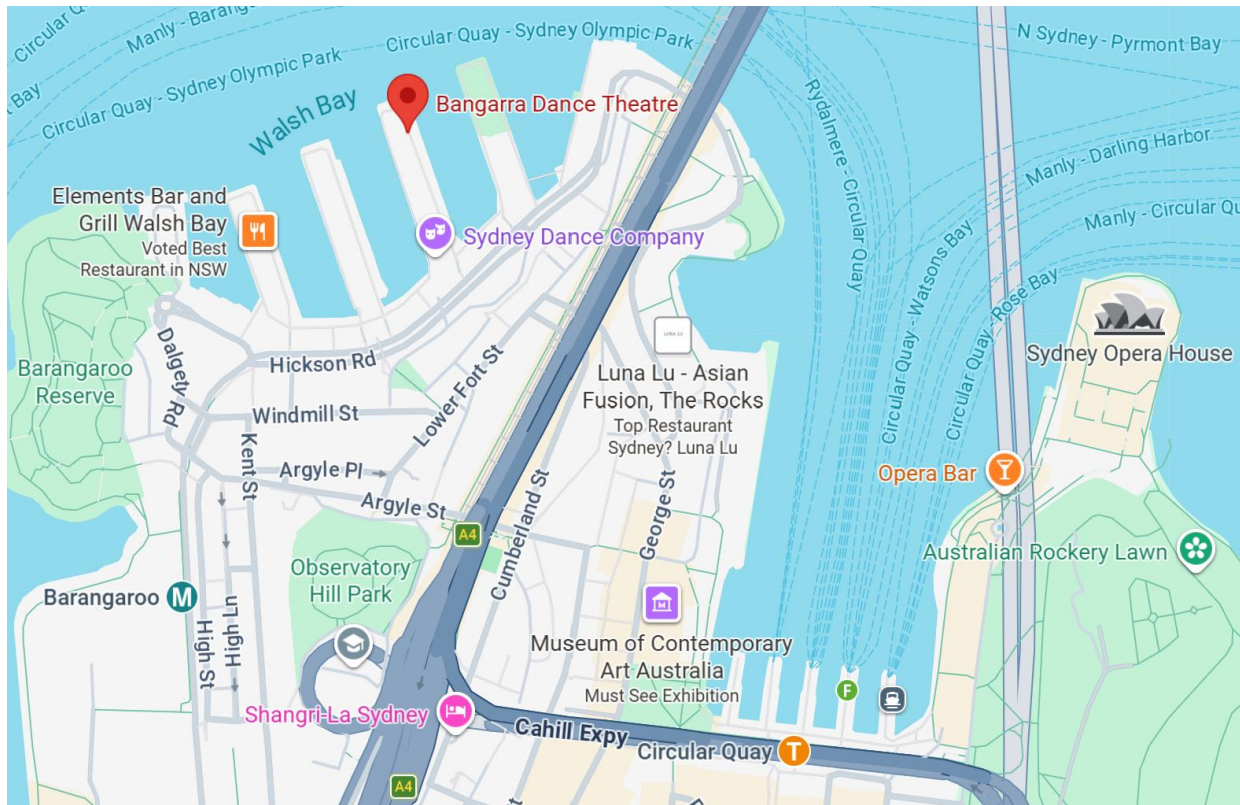 Circular Qu
Manly - Barang
Circular Quay - Sydney Olympic Park
N Sydney - Pyrmont Bay
t Bay
Circular Quay - Sydney Olympic Park
Walsh Bay
Bangarra Dance Theatre
Rydalmere - Circular Quay
Manly - Darling Harbor
Elements Bar and
Grill Walsh Bay
Voted Best
Restaurant in NSW
Sydney Dance Company
Manly - Circular Qu
Circular Quay - Watsons Bay
Circular Quay - Rose Bay
LUNA LU
Sydney Opera House
Barangaroo
Reserve
Dalgety Rd
Hickson Rd
Lower Fort St
Luna Lu - Asian
Fusion, The Rocks
Top Restaurant
Sydney? Luna Lu
Windmill St
Kent St
Argyle Pl
Argyle St
Opera Bar
A4
Cumberland St
George St
Australian Rockery Lawn
Observatory
Hill Park
Barangaroo
M
High St
High Ln
M
Museum of Contemporary
Art Australia
Must See Exhibition
F
Shangri-La Sydney
Cahill Expy
Circular Quay
T
A4
t